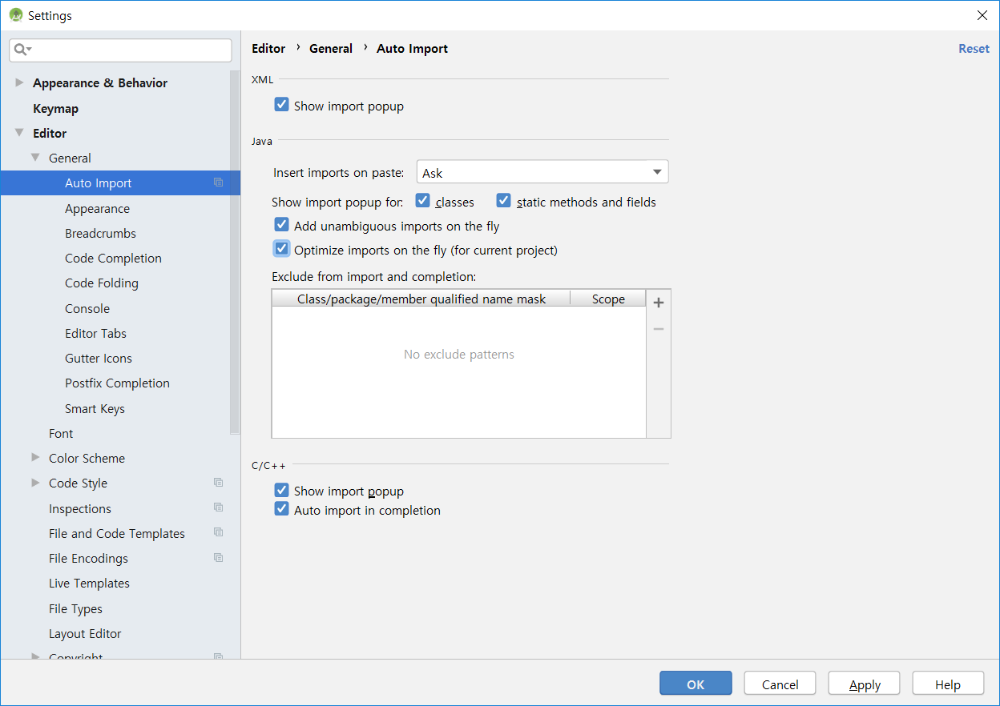 Settings
Editor › General › Auto Import
Reset
Appearance & Behavior
Keymap
Editor
General
Auto Import
Appearance
Breadcrumbs
Code Completion
Code Folding
Console
Editor Tabs
Gutter Icons
Postfix Completion
Smart Keys
Font
Color Scheme
Code Style
Inspections
File and Code Templates
File Encodings
Live Templates
File Types
Layout Editor
Copyright
XML
Show import popup
Java
Insert imports on paste: Ask
Show import popup for: classes static methods and fields
Add unambiguous imports on the fly
Optimize imports on the fly (for current project)
Exclude from import and completion:
Class/package/member qualified name mask Scope
No exclude patterns
C/C++
Show import popup
Auto import in completion
OK Cancel Apply Help